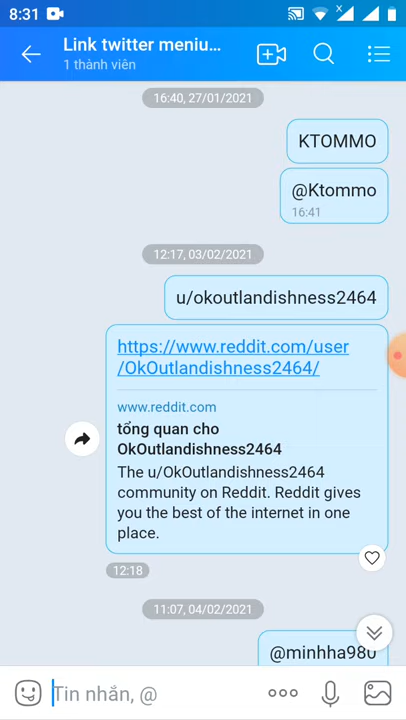 8:31
Link twitter meniu...
1 thành viên
16:40, 27/01/2021
KTOMMO
@Ktommo
16:41
12:17, 03/02/2021
u/okoutlandishness2464
https://www.reddit.com/user
/OkOutlandishness2464/
www.reddit.com
tổng quan cho
OkOutlandishness2464
The u/OkOutlandishness2464
community on Reddit. Reddit gives
you the best of the internet in one
place.
12:18
11:07, 04/02/2021
@minhha980
Tin nhắn, @